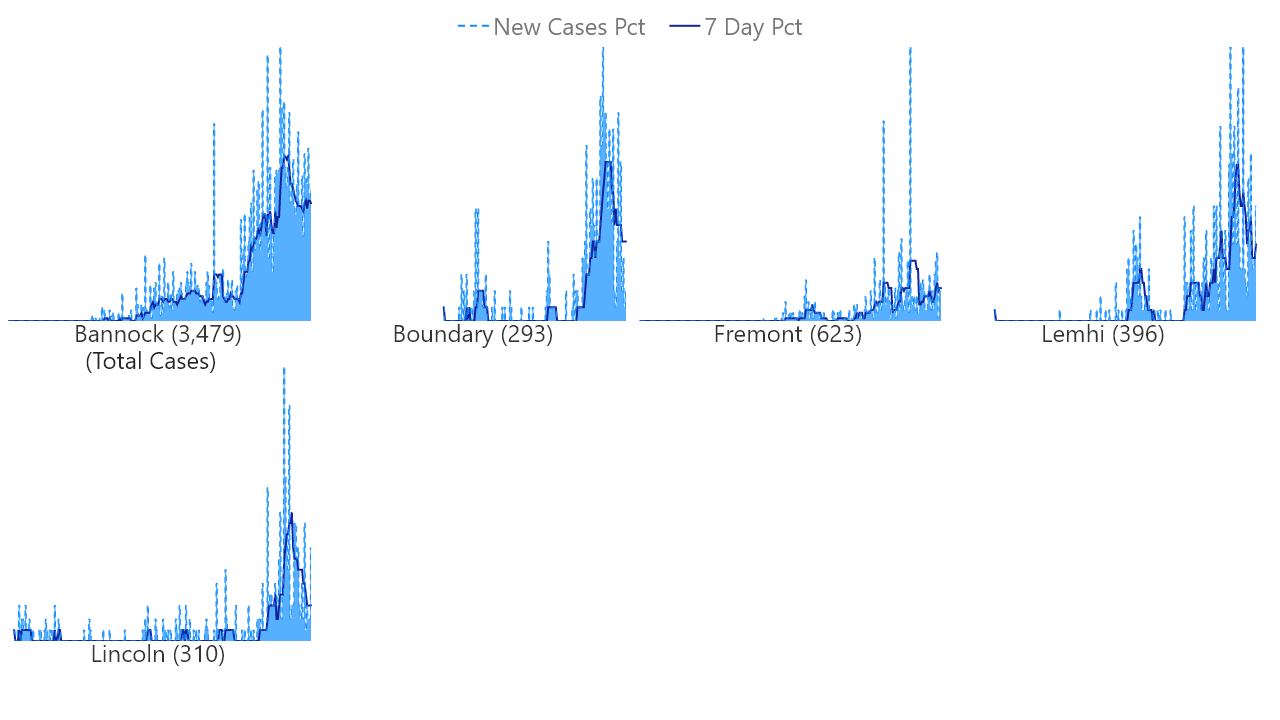 New Cases Pct 7 Day Pct
Bannock (3,479)
(Total Cases)
Boundary (293)
Fremont (623)
Lemhi (396)
Lincoln (310)